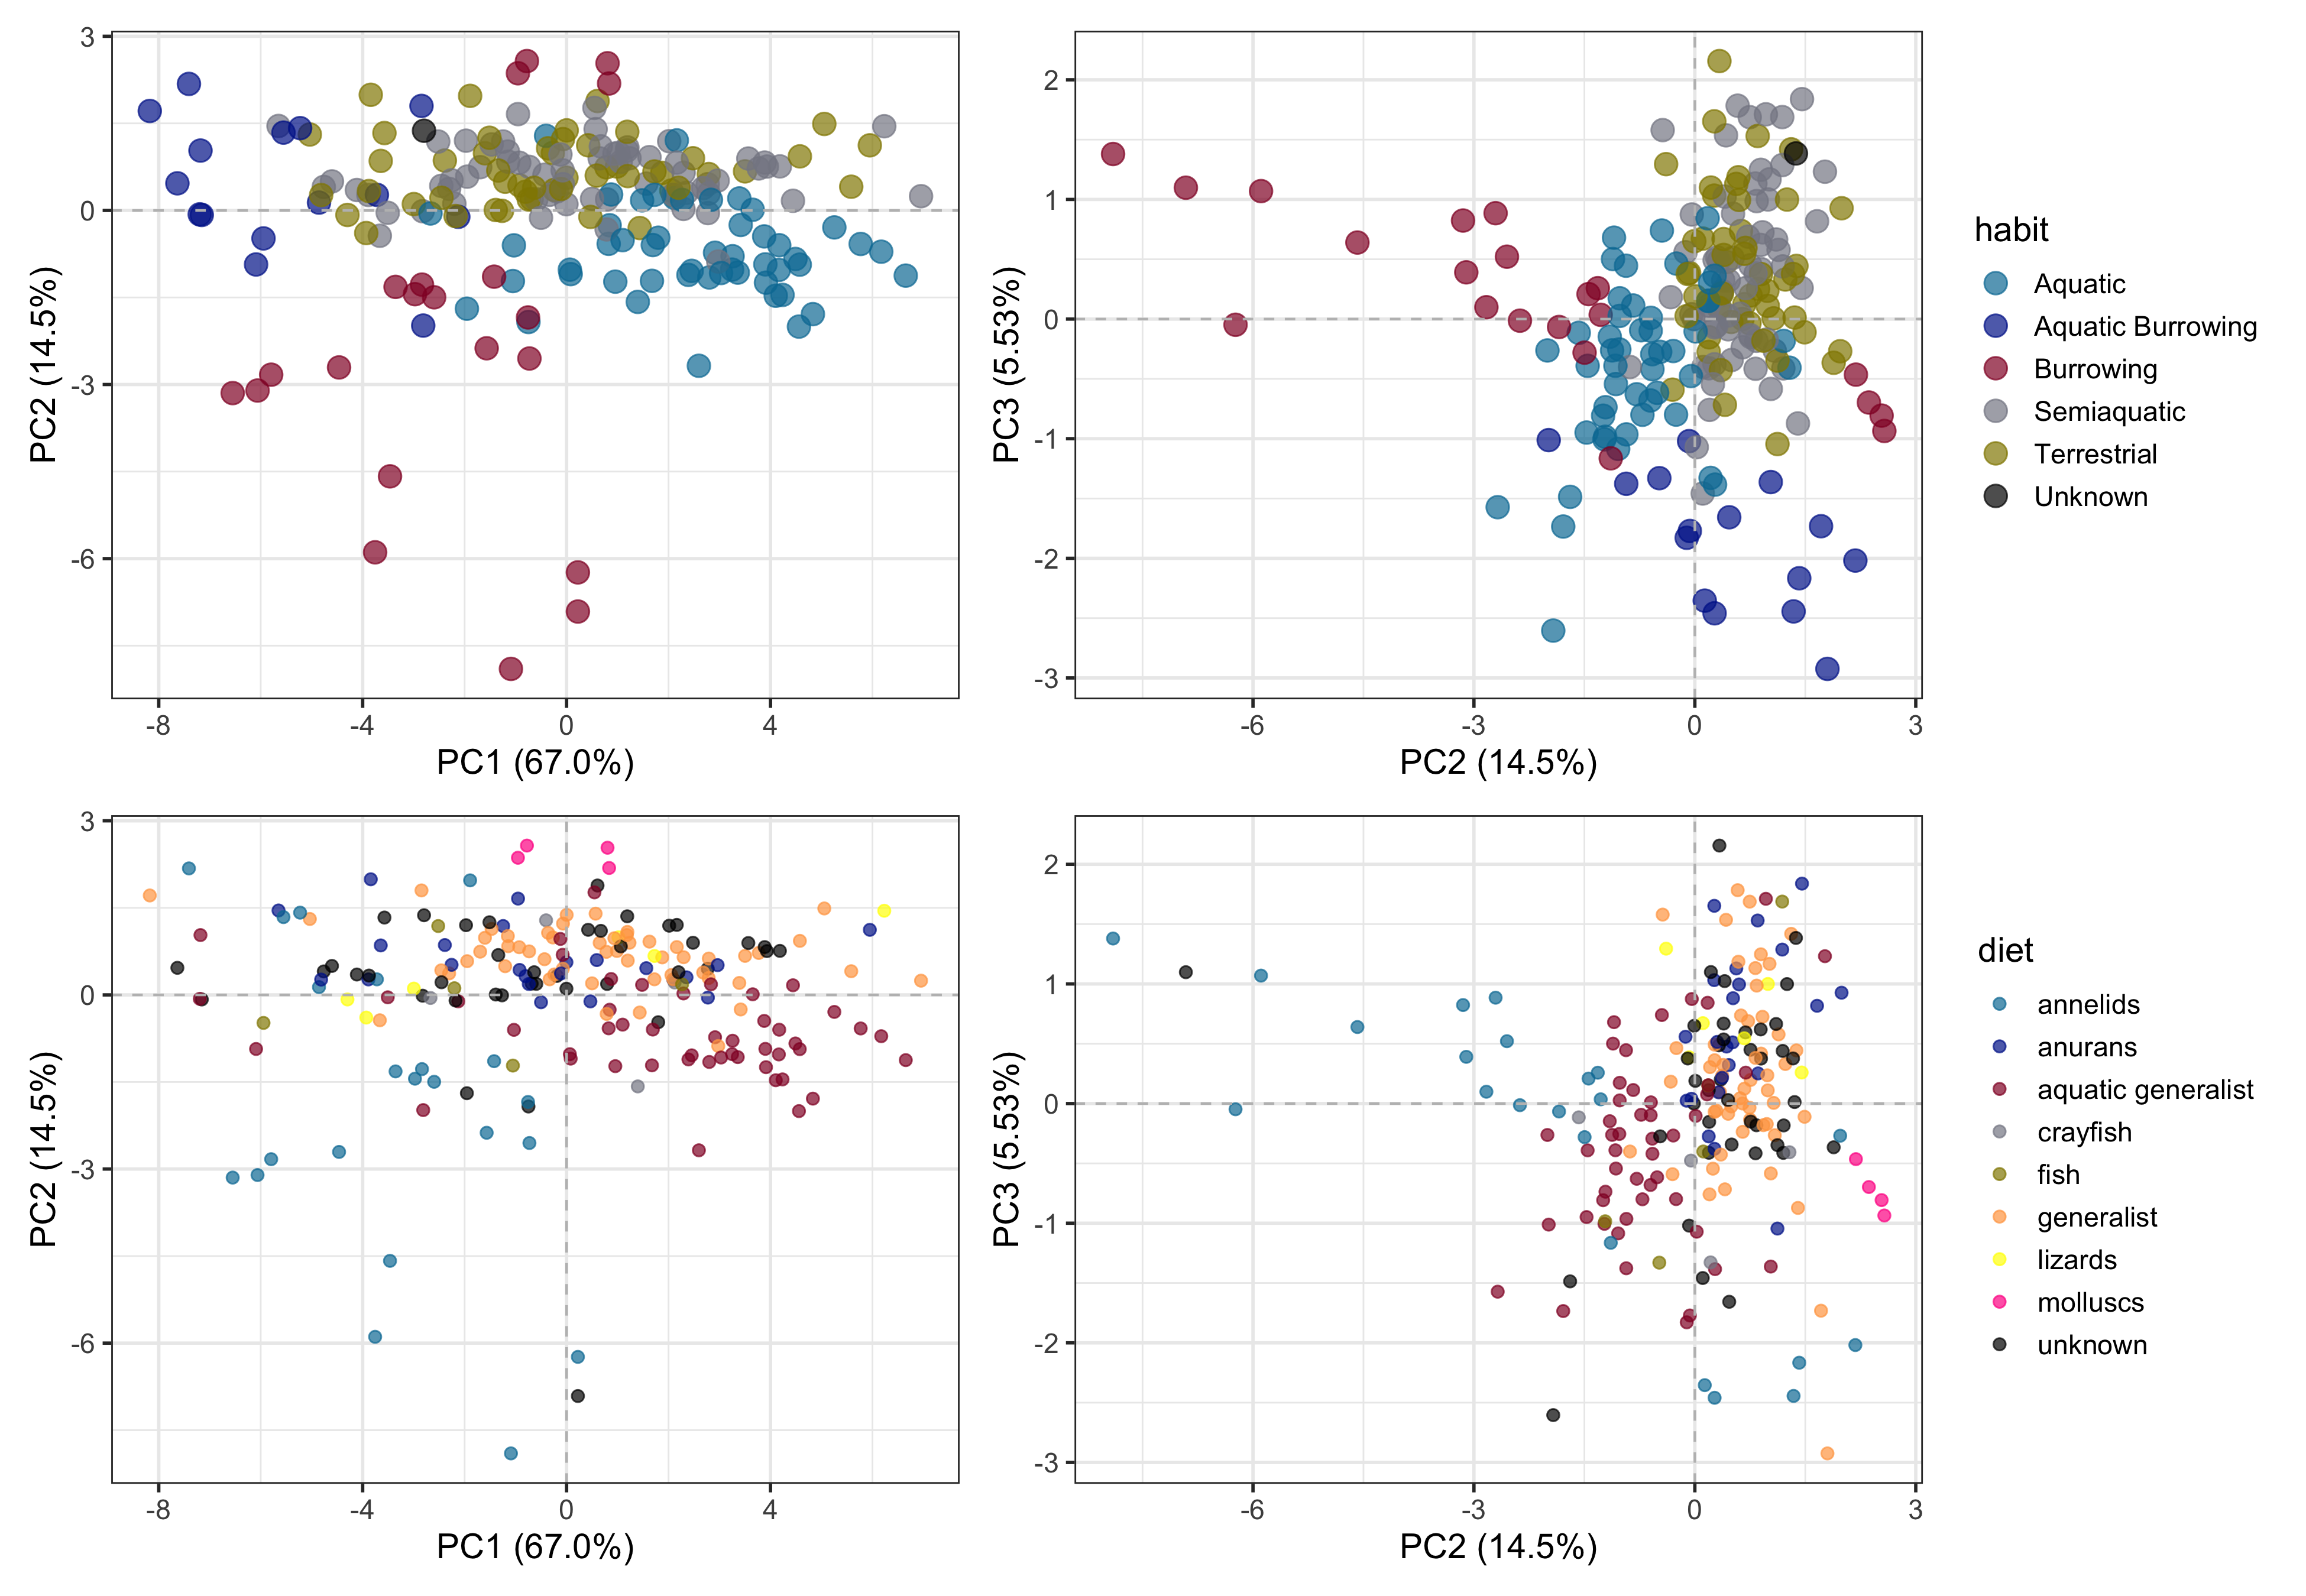 3
0
-3
-6
PC2 (14.5%)
-8
-4
0
4
PC1 (67.0%)
2
1
0
-1
-2
-3
PC3 (5.53%)
-6
-3
0
3
PC2 (14.5%)
habit
Aquatic
Aquatic Burrowing
Burrowing
Semiaquatic
Terrestrial
Unknown
3
0
-3
-6
PC2 (14.5%)
-8
-4
0
4
PC1 (67.0%)
2
1
0
-1
-2
-3
PC3 (5.53%)
-6
-3
0
3
PC2 (14.5%)
diet
annelids
anurans
aquatic generalist
crayfish
fish
generalist
lizards
molluscs
unknown